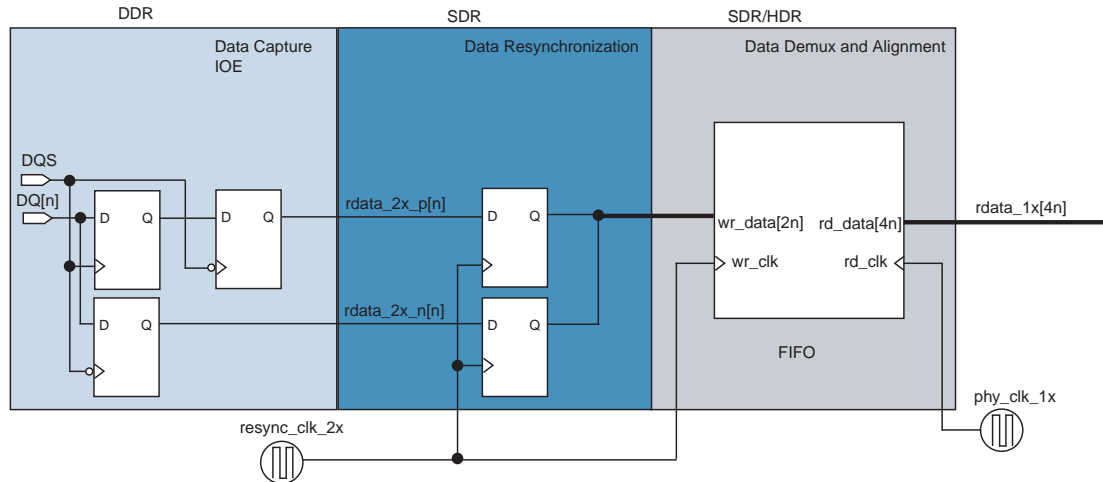 DDR
SDR
SDR/HDR
Data Capture
IOE
Data Resynchronization
Data Demux and Alignment
DQS
DQ[n]
D Q
D Q
rdata_2x_p[n]
D Q
wr_data[2n] rd_data[4n]
rdata_1x[4n]
wr_clk rd_clk
D Q
rdata_2x_n[n]
D Q
FIFO
resync_clk_2x
phy_clk_1x